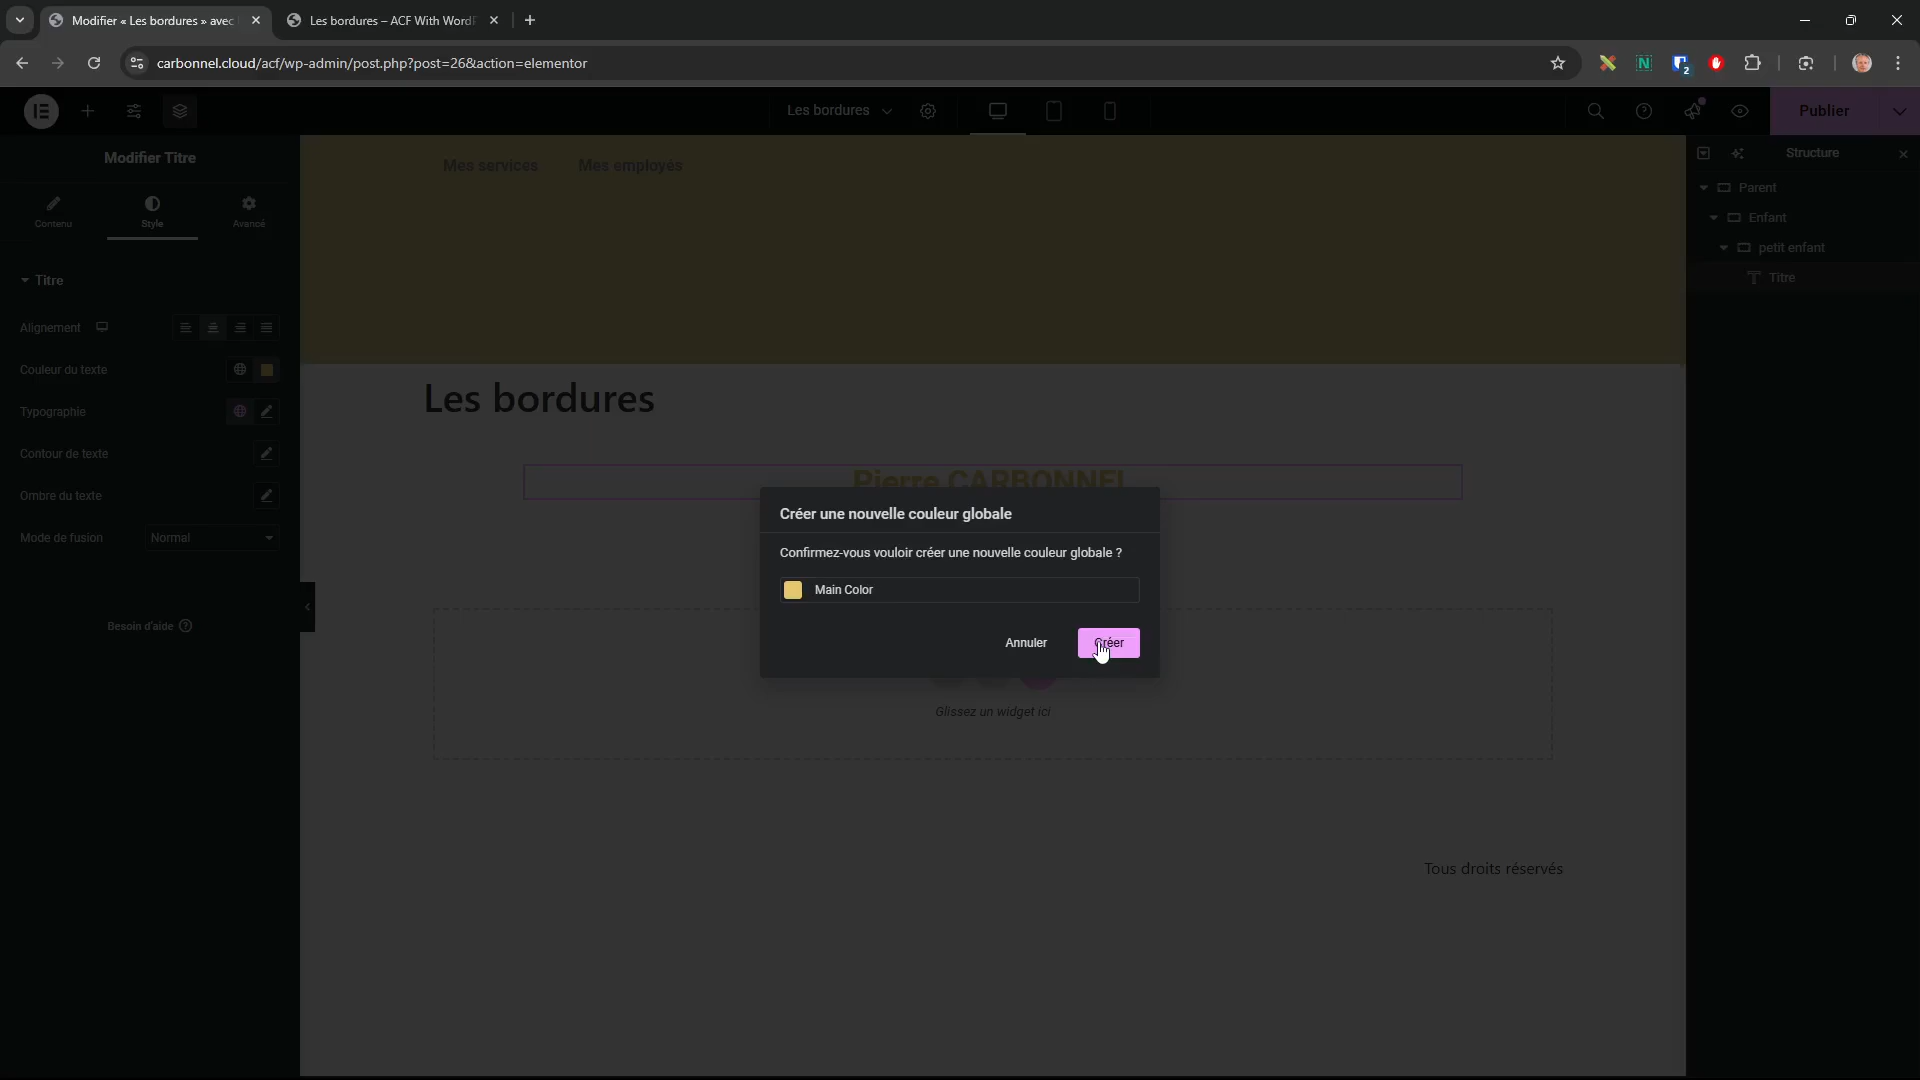 Modifier « Les bordures » avec
Les bordures – ACF With Word
carbonnel.cloud/acf/wp-admin/post.php?post=26&action=elementor
2
Les bordures
Publier
Modifier Titre
Contenu
Style
Avancé
Titre
Alignement
Couleur du texte
Typographie
Contour de texte
Ombre du texte
Mode de fusion
Normal
Besoin d'aide
Mes services
Mes employés
Les bordures
Pierre CARBONNEL
Créer une nouvelle couleur globale
Confirmez-vous vouloir créer une nouvelle couleur globale ?
Main Color
Annuler
Créer
Glissez un widget ici
Tous droits réservés
Structure
Parent
Enfant
petit enfant
Titre